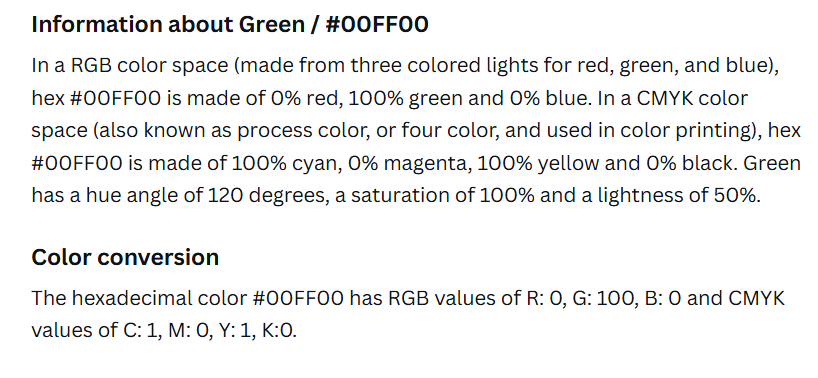 Information about Green / #00FF00
In a RGB color space (made from three colored lights for red, green, and blue),
hex #00FF00 is made of 0% red, 100% green and 0% blue. In a CMYK color
space (also known as process color, or four color, and used in color printing), hex
#00FF00 is made of 100% cyan, 0% magenta, 100% yellow and 0% black. Green
has a hue angle of 120 degrees, a saturation of 100% and a lightness of 50%.
Color conversion
The hexadecimal color #00FF00 has RGB values of R: 0, G: 100, B: 0 and CMYK
values of C: 1, M: 0, Y: 1, K:0.